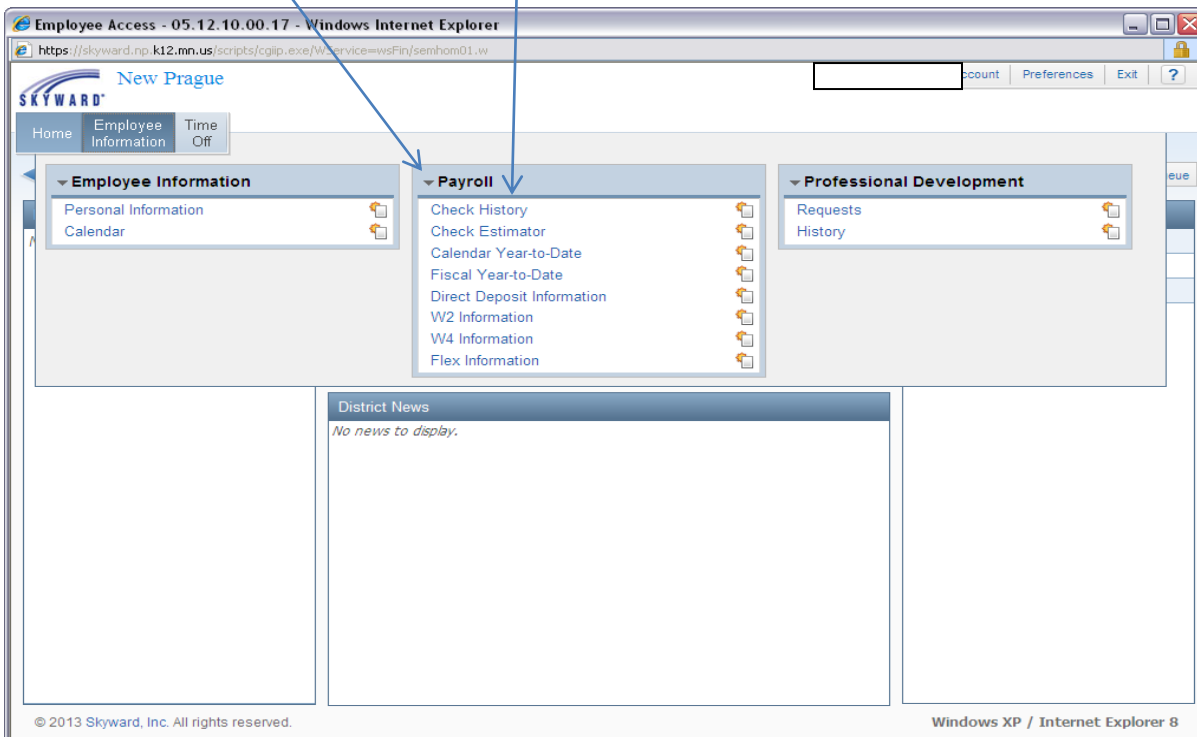 Employee Access - 05.12.10.00.17 - Windows Internet Explorer
https://skyward.np.k12.mn.us/scripts/cgiip.exe/WService=wsFin/semhom01.w
SKYWARD®
New Prague
ccount Preferences Exit ?
Home
Employee Information
Time Off
eue
Employee Information
Personal Information
Calendar
Payroll
Check History
Check Estimator
Calendar Year-to-Date
Fiscal Year-to-Date
Direct Deposit Information
W2 Information
W4 Information
Flex Information
Professional Development
Requests
History
District News
No news to display.
© 2013 Skyward, Inc. All rights reserved.
Windows XP / Internet Explorer 8